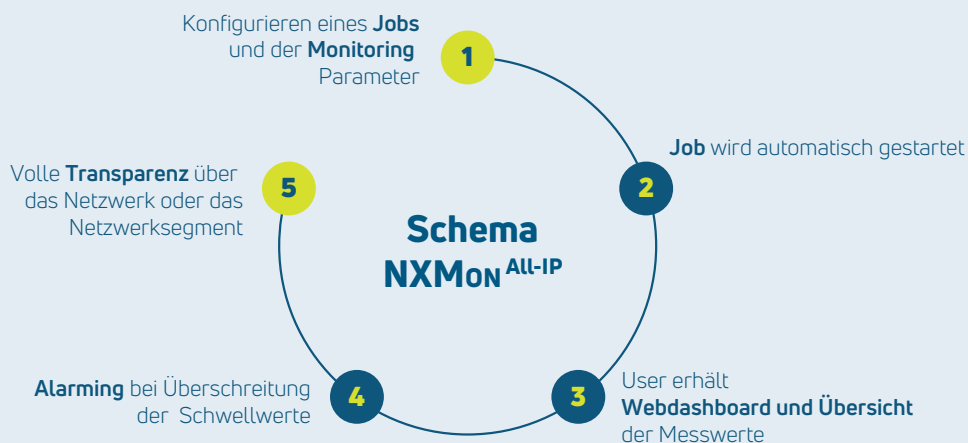 Konfigurieren eines Jobs
und der Monitoring
Parameter
1
Job wird automatisch gestartet
2
Volle Transparenz über
das Netzwerk oder das
Netzwerksegment
5
Schema
NXMON All-IP
Alarming bei Überschreitung
der Schwellwerte
4
3
User erhält
Webdashboard und Übersicht
der Messwerte